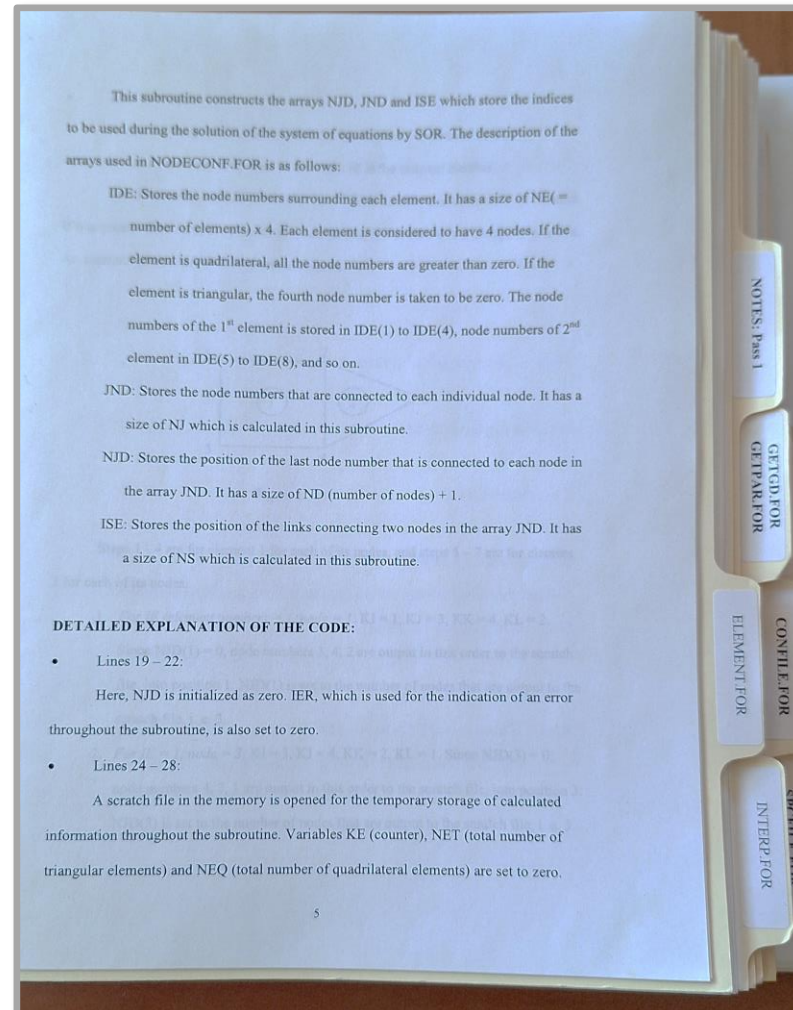 This subroutine constructs the arrays NJD, JND and ISE which store the indices
to be used during the solution of the system of equations by SOR. The description of the
arrays used in NODECONF.FOR is as follows:
IDE: Stores the node numbers surrounding each element. It has a size of NE( =
number of elements) x 4. Each element is considered to have 4 nodes. If the
element is quadrilateral, all the node numbers are greater than zero. If the
element is triangular, the fourth node number is taken to be zero. The node
numbers of the 1st element is stored in IDE(1) to IDE(4), node numbers of 2nd
element in IDE(5) to IDE(8), and so on.
JND: Stores the node numbers that are connected to each individual node. It has a
size of NJ which is calculated in this subroutine.
NJD: Stores the position of the last node number that is connected to each node in
the array JND. It has a size of ND (number of nodes) + 1.
ISE: Stores the position of the links connecting two nodes in the array JND. It has
a size of NS which is calculated in this subroutine.
DETAILED EXPLANATION OF THE CODE:
• Lines 19 – 22:
Here, NJD is initialized as zero. IER, which is used for the indication of an error
throughout the subroutine, is also set to zero.
• Lines 24 – 28:
A scratch file in the memory is opened for the temporary storage of calculated
information throughout the subroutine. Variables KE (counter), NET (total number of
triangular elements) and NEQ (total number of quadrilateral elements) are set to zero.
5
NOTES: Pass 1
GETGD.FOR
GETPAR.FOR
CONFILE.FOR
ELEMENT.FOR
INTERP.FOR